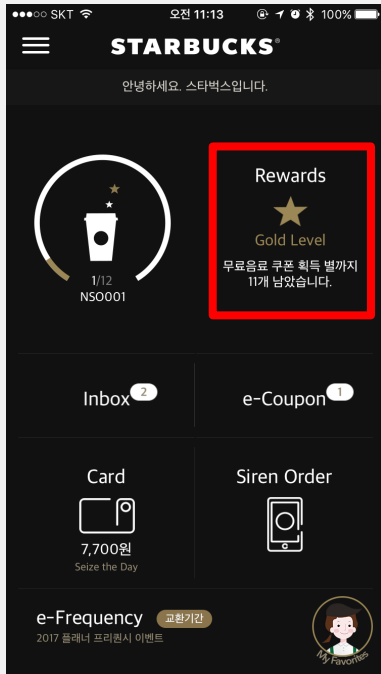 SKT 오전 11:13 100%
STARBUCKS®
안녕하세요. 스타벅스입니다.
1/12
NSO001
Rewards
Gold Level
무료음료 쿠폰 획득 별까지
11개 남았습니다.
Inbox 2
e-Coupon 1
Card
7,700원
Seize the Day
Siren Order
e-Frequency 교환기간
2017 플래너 프리퀀시 이벤트
My Favorites